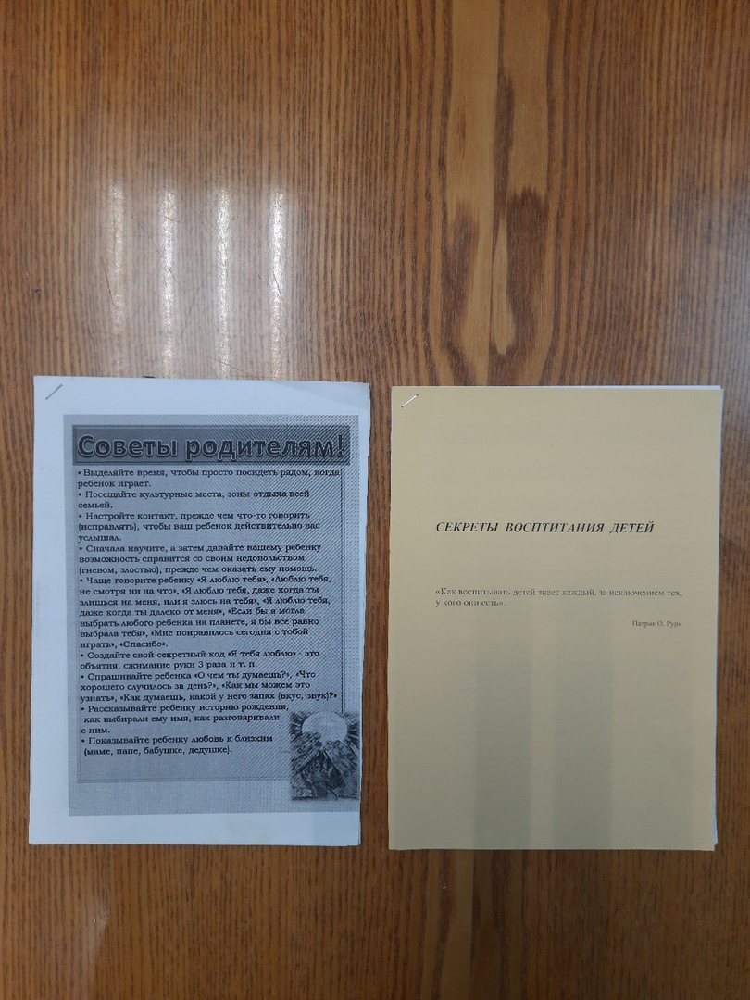 Советы родителям!
• Выделяйте время, чтобы просто посидеть рядом, когда
ребенок играет.
• Посещайте культурные места, зоны отдыха всей
семьей.
• Настройте контакт, прежде чем что-то говорить
(исправлять), чтобы ваш ребенок действительно вас
услышал.
• Сначала научите, а затем давайте вашему ребенку
возможность справится со своим недовольством
(гневом, злостью), прежде чем оказать ему помощь.
• Чаще говорите ребенку «Я люблю тебя», «Люблю тебя,
не смотря ни на что», «Я люблю тебя, даже когда ты
злишься на меня, или я злюсь на тебя», «Я люблю тебя,
даже когда ты далеко от меня», «Если бы я могла
выбрать любого ребенка на планете, я бы все равно
выбрала тебя», «Мне понравилось сегодня с тобой
играть», «Спасибо».
• Создайте свой секретный код «Я тебя люблю» - это
объятия, сжимание руки 3 раза и т. п.
• Спрашивайте ребенка «О чем ты думаешь?», «Что
хорошего случилось за день?», «Как мы можем это
узнать», «Как думаешь, какой у него запах (вкус, звук)?»
• Рассказывайте ребенку историю рождения,
как выбирали ему имя, как разговаривали
с ним.
• Показывайте ребенку любовь к близким
(маме, папе, бабушке, дедушке).
СЕКРЕТЫ ВОСПТИТАНИЯ ДЕТЕЙ
«Как воспитывать детей знает каждый, за исключением тех,
у кого они есть».
Патрик О, Рурк